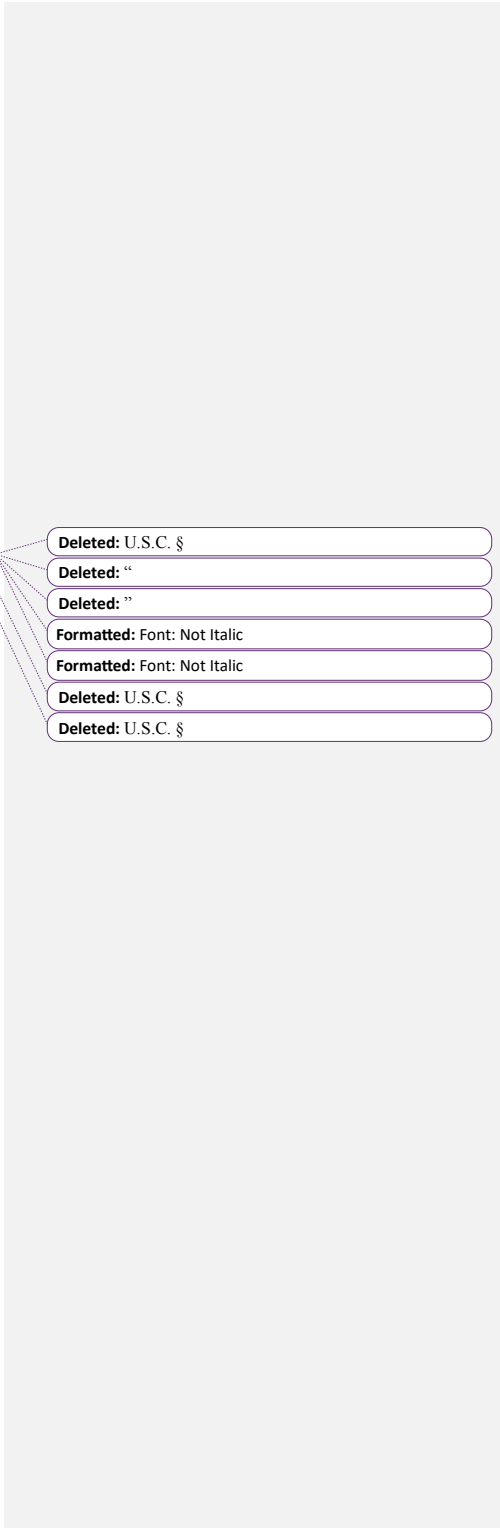 Deleted: U.S.C. §
Deleted: “
Deleted: ”
Formatted: Font: Not Italic
Formatted: Font: Not Italic
Deleted: U.S.C. §
Deleted: U.S.C. §